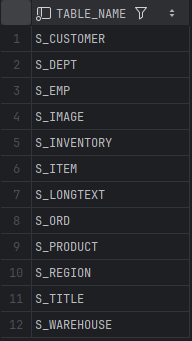 TABLE_NAME
1 S_CUSTOMER
2 S_DEPT
3 S_EMP
4 S_IMAGE
5 S_INVENTORY
6 S_ITEM
7 S_LONGTEXT
8 S_ORD
9 S_PRODUCT
10 S_REGION
11 S_TITLE
12 S_WAREHOUSE